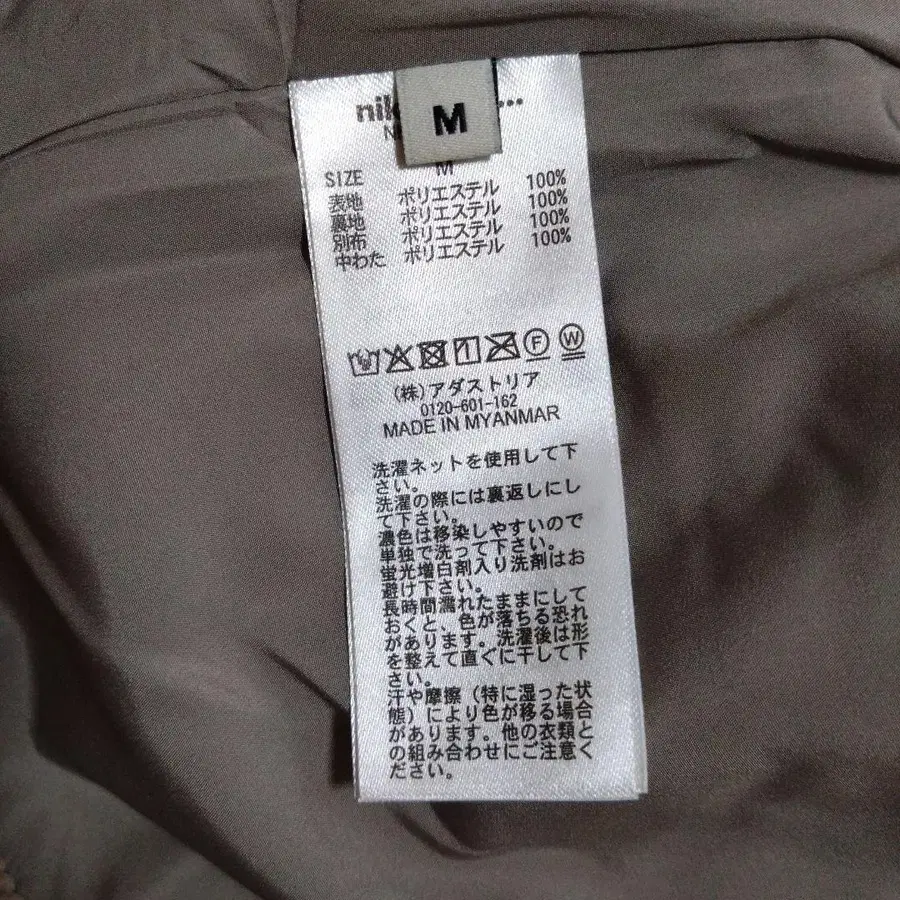 M
M
SIZE
表地 ポリエステル 100%
裏地 ポリエステル 100%
別布 ポリエステル 100%
中わた ポリエステル 100%
F W
(株)アダストリア
0120-601-162
MADE IN MYANMAR
洗濯ネットを使用して下
さい。
洗濯の際には裏返しにし
て下さい。
濃色は移染しやすいので
単独で洗って下さい。
蛍光増白剤入り洗剤はお
避け下さい。
長時間濡れたままにして
おくと、色が落ちる恐れ
があります。洗濯後は形
を整えて直ぐに干して下
さい。
汗や摩擦（特に湿った状
態）により色が移る場合
があります。他の衣類と
の組み合わせにご注意く
ださい。